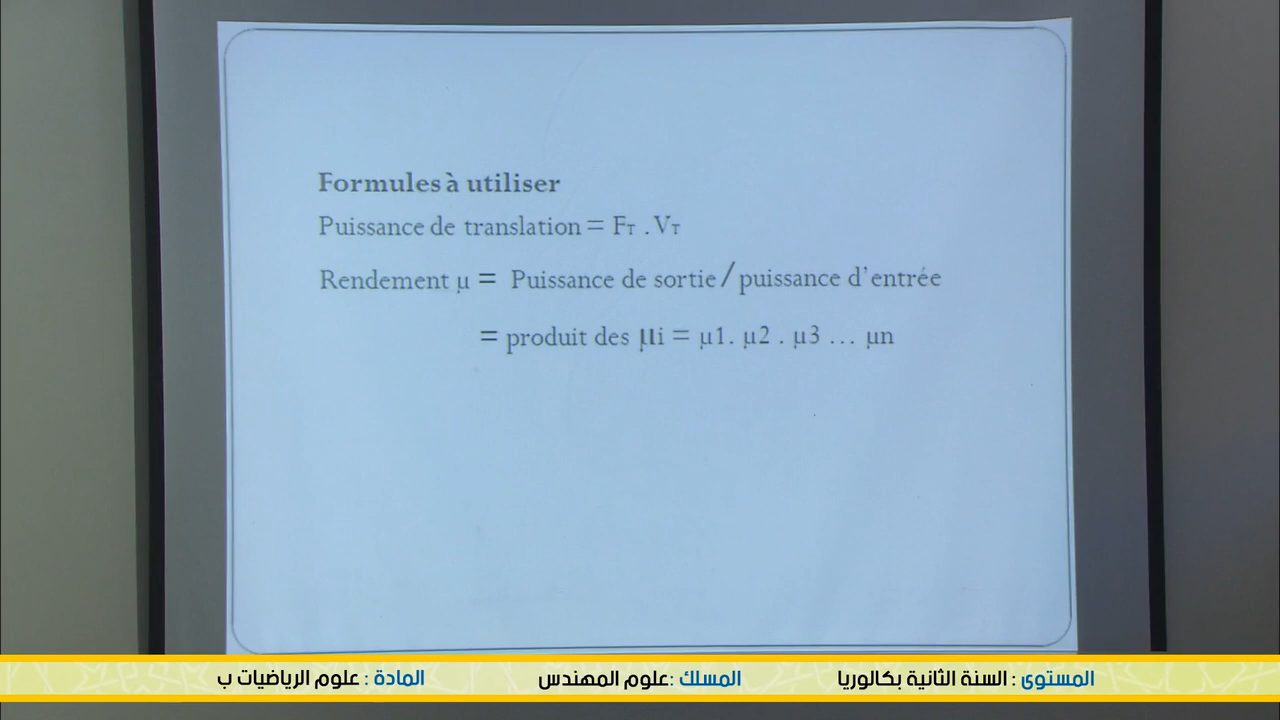 Formules à utiliser
Puissance de translation = FT . VT
Rendement µ = Puissance de sortie / puissance d'entrée
= produit des µi = µ1. µ2 . µ3 ... µn
المستوى : السنة الثانية بكالوريا
المسلك :علوم المهندس
المادة : علوم الرياضيات ب